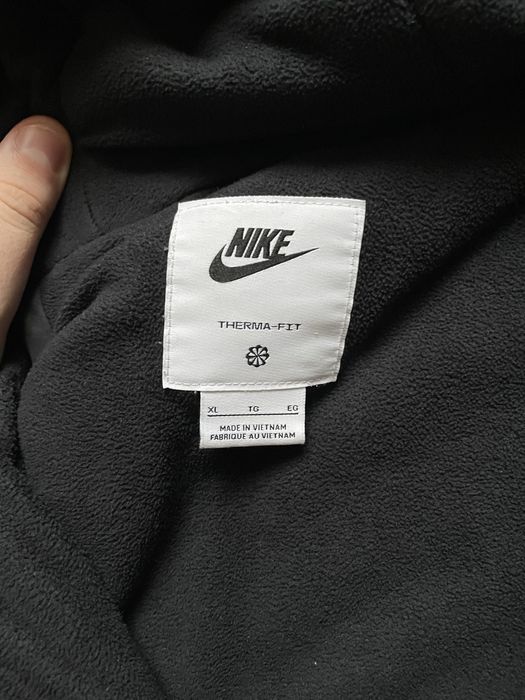 NIKE
THERMA-FIT
XL TG EG
MADE IN VIETNAM
FABRIQUE AU VIETNAM